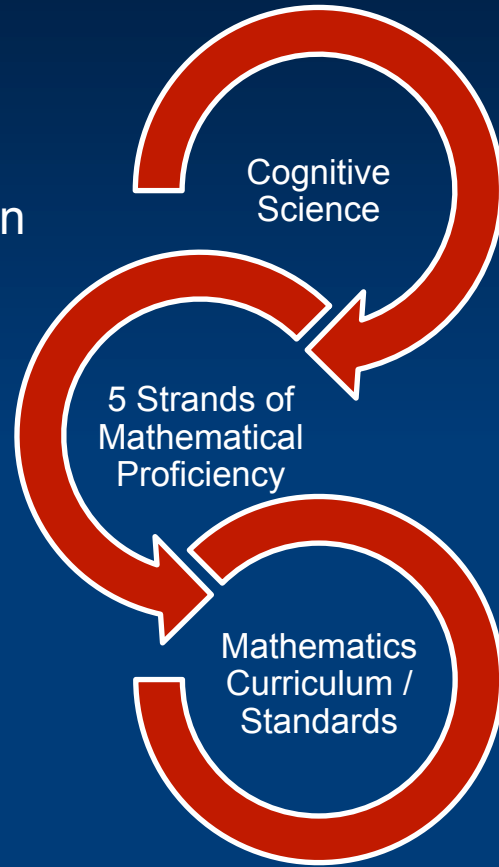 Cognitive
Science
n
5 Strands of
Mathematical
Proficiency
Mathematics
Curriculum /
Standards